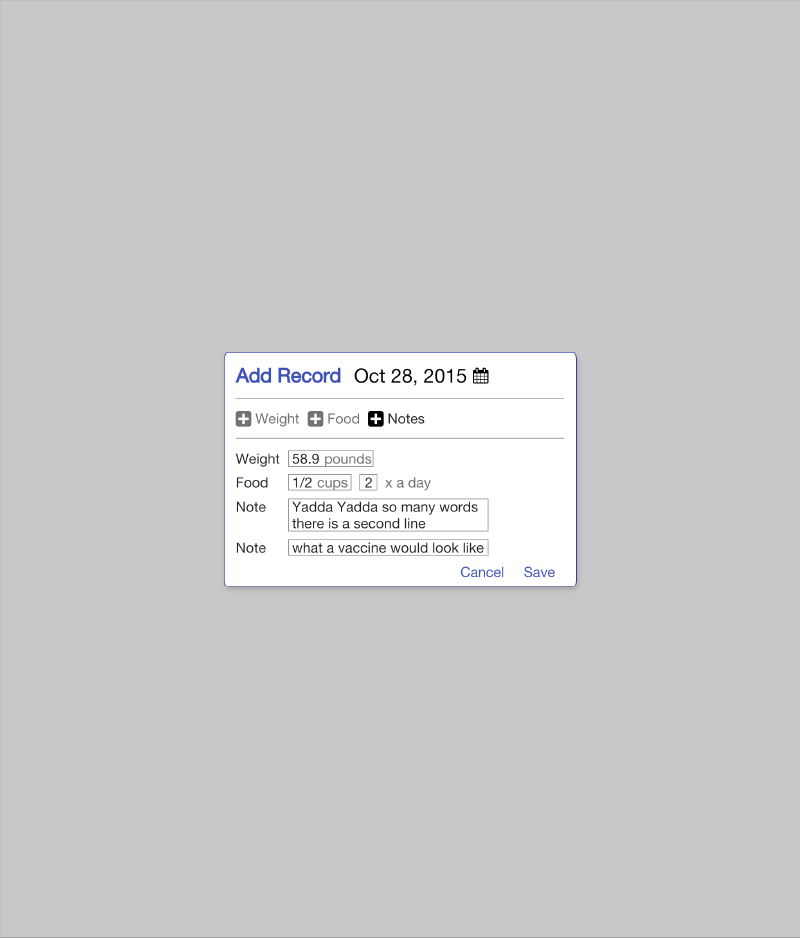 Add Record Oct 28, 2015
Weight Food Notes
Weight 58.9 pounds
Food 1/2 cups 2 x a day
Note Yadda Yadda so many words
there is a second line
Note what a vaccine would look like
Cancel Save